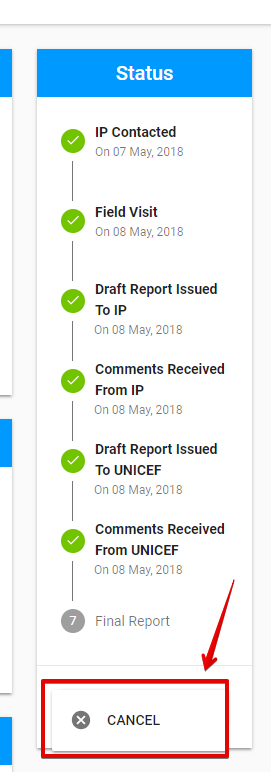 Status
IP Contacted
On 07 May, 2018
Field Visit
On 08 May, 2018
Draft Report Issued
To IP
On 08 May, 2018
Comments Received
From IP
On 08 May, 2018
Draft Report Issued
To UNICEF
On 08 May, 2018
Comments Received
From UNICEF
On 08 May, 2018
7 Final Report
CANCEL